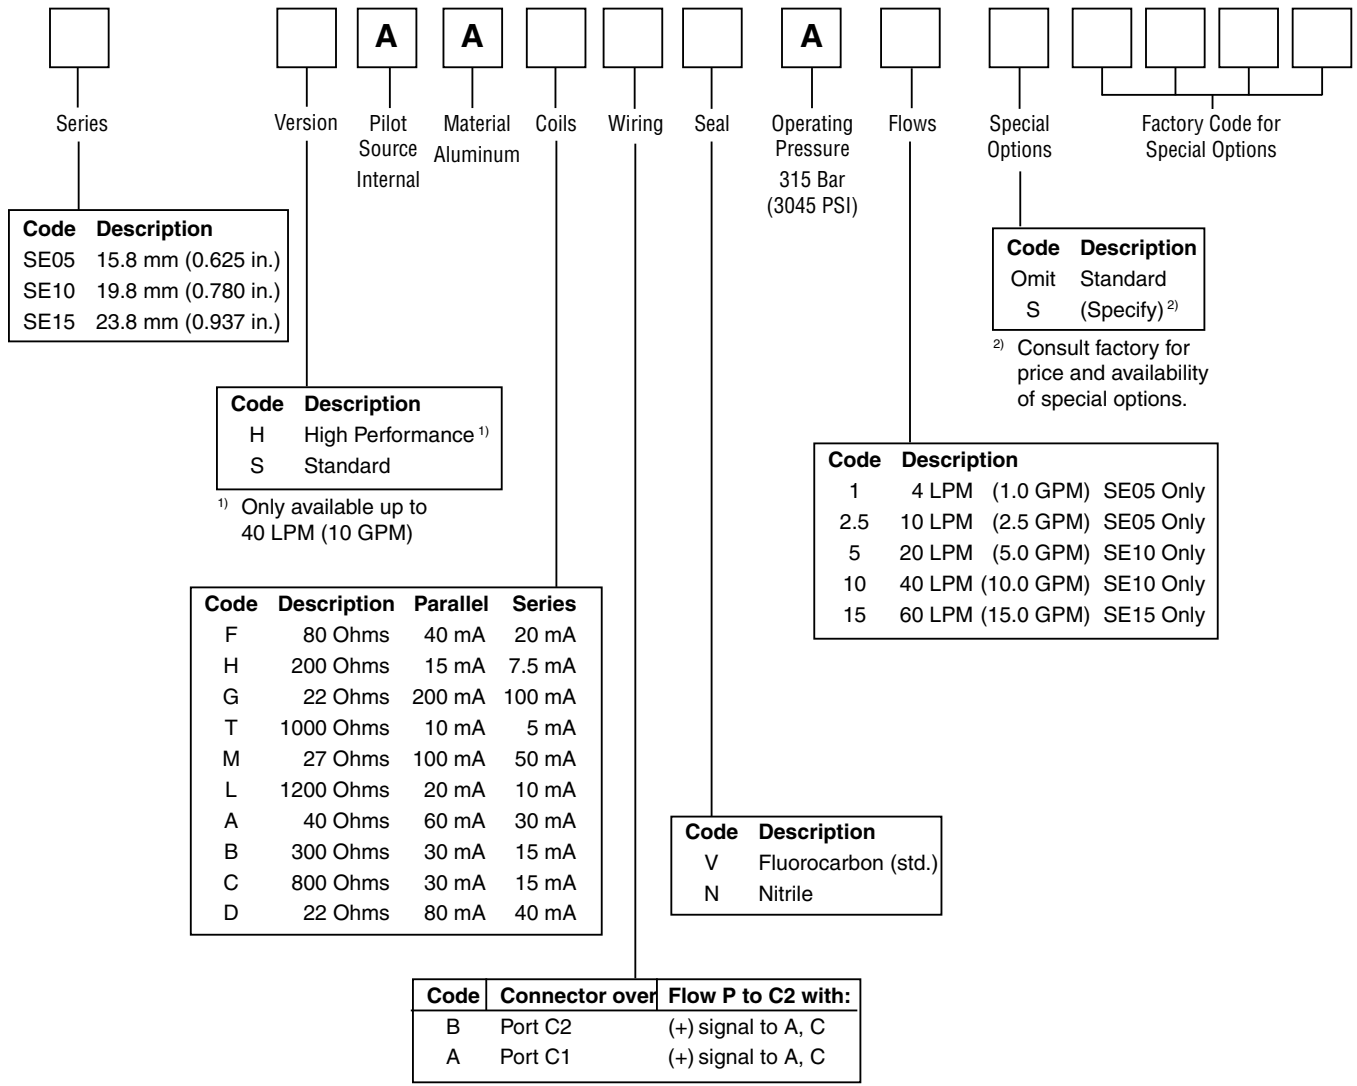 A A A
Series Version Pilot Source Internal Material Aluminum Coils Wiring Seal Operating Pressure 315 Bar (3045 PSI) Flows Special Options Factory Code for Special Options
Code Description
SE05 15.8 mm (0.625 in.)
SE10 19.8 mm (0.780 in.)
SE15 23.8 mm (0.937 in.)
Code Description
Omit Standard
S (Specify) 2)
2) Consult factory for
price and availability
of special options.
Code Description
H High Performance 1)
S Standard
1) Only available up to
40 LPM (10 GPM)
Code Description
1 4 LPM (1.0 GPM) SE05 Only
2.5 10 LPM (2.5 GPM) SE05 Only
5 20 LPM (5.0 GPM) SE10 Only
10 40 LPM (10.0 GPM) SE10 Only
15 60 LPM (15.0 GPM) SE15 Only
Code Description Parallel Series
F 80 Ohms 40 mA 20 mA
H 200 Ohms 15 mA 7.5 mA
G 22 Ohms 200 mA 100 mA
T 1000 Ohms 10 mA 5 mA
M 27 Ohms 100 mA 50 mA
L 1200 Ohms 20 mA 10 mA
A 40 Ohms 60 mA 30 mA
B 300 Ohms 30 mA 15 mA
C 800 Ohms 30 mA 15 mA
D 22 Ohms 80 mA 40 mA
Code Description
V Fluorocarbon (std.)
N Nitrile
Code Connector over Flow P to C2 with:
B Port C2 (+) signal to A, C
A Port C1 (+) signal to A, C